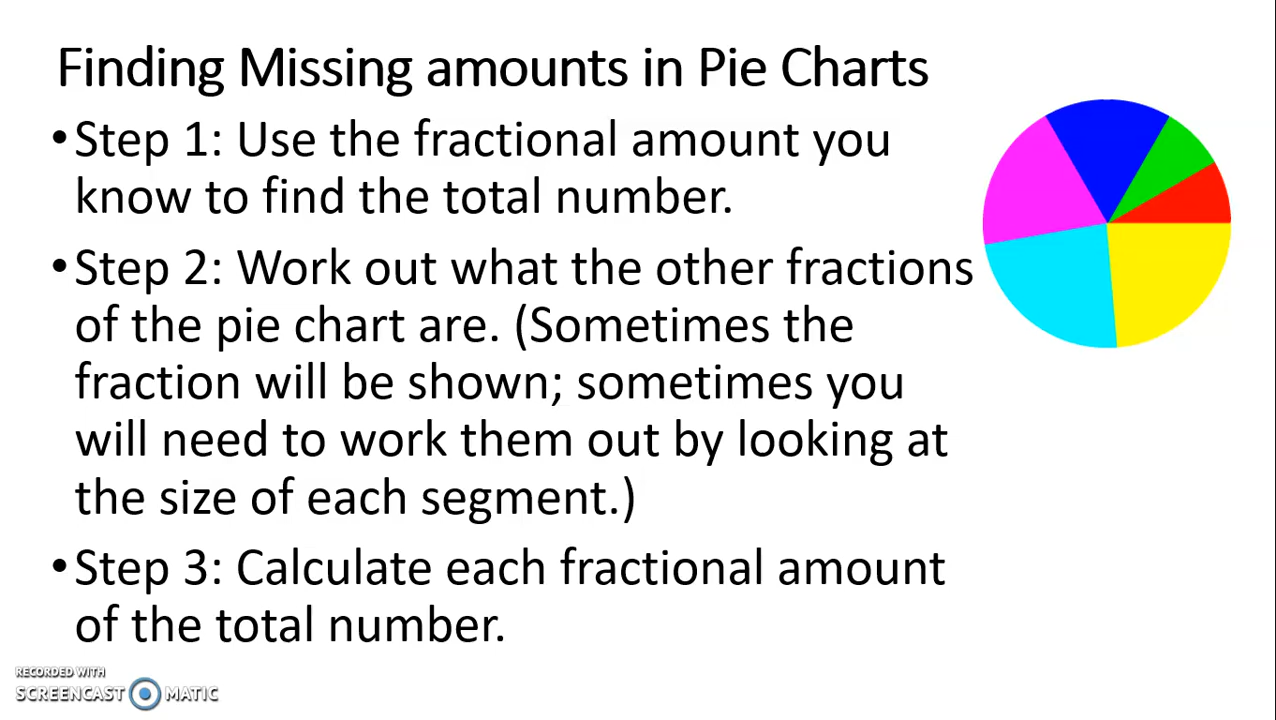 Finding Missing amounts in Pie Charts
•Step 1: Use the fractional amount you
know to find the total number.
•Step 2: Work out what the other fractions
of the pie chart are. (Sometimes the
fraction will be shown; sometimes you
will need to work them out by looking at
the size of each segment.)
•Step 3: Calculate each fractional amount
of the total number.
RECORDED WITH
SCREENCAST MATIC